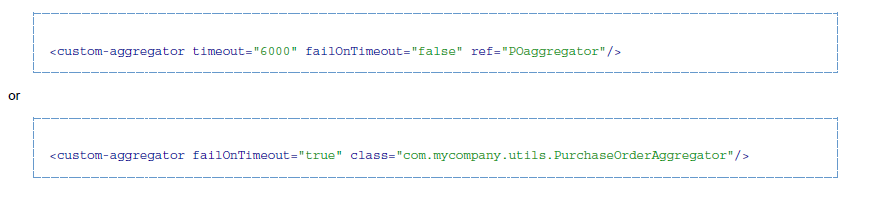 <custom-aggregator timeout="6000" failOnTimeout="false" ref="POaggregator"/>
or
<custom-aggregator failOnTimeout="true" class="com.mycompany.utils.PurchaseOrderAggregator"/>